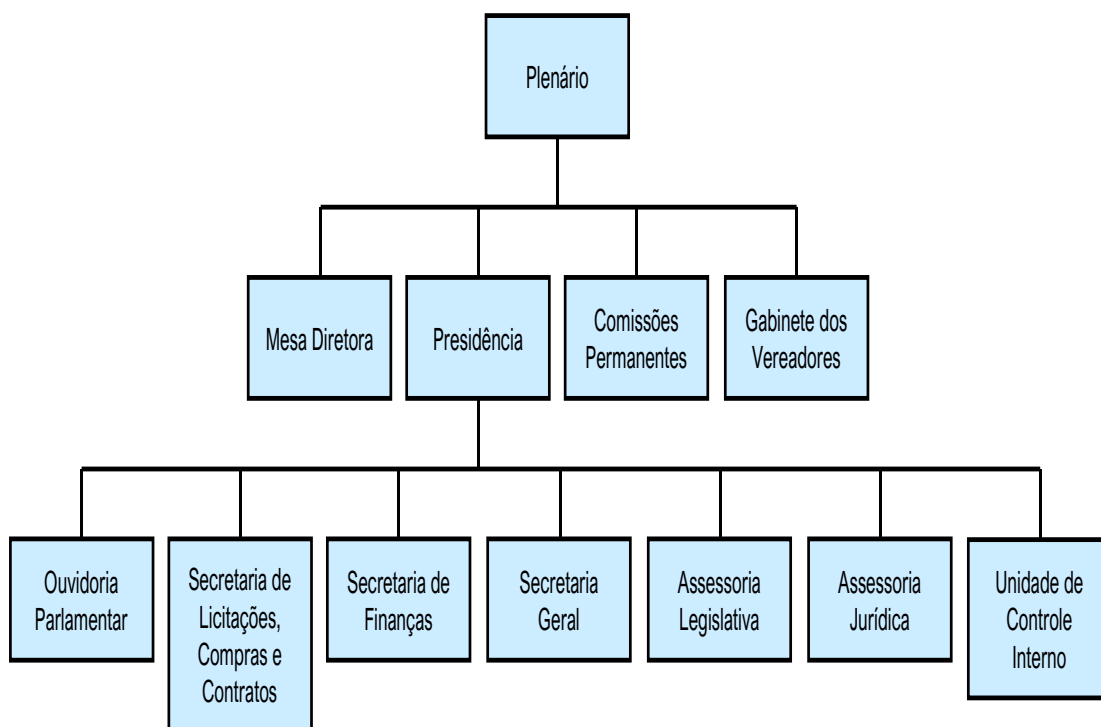 Plenário
Mesa Diretora
Presidência
Comissões
Permanentes
Gabinete dos
Vereadores
Ouvidoria
Parlamentar
Secretaria de
Licitações,
Compras e
Contratos
Secretaria de
Finanças
Secretaria
Geral
Assessoria
Legislativa
Assessoria
Jurídica
Unidade de
Controle
Interno